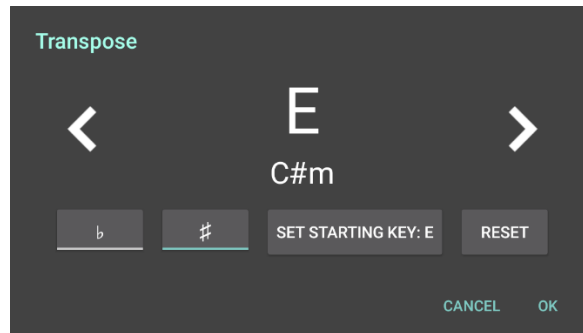 Transpose
E
C#m
♭ ♯ SET STARTING KEY: E RESET
CANCEL OK